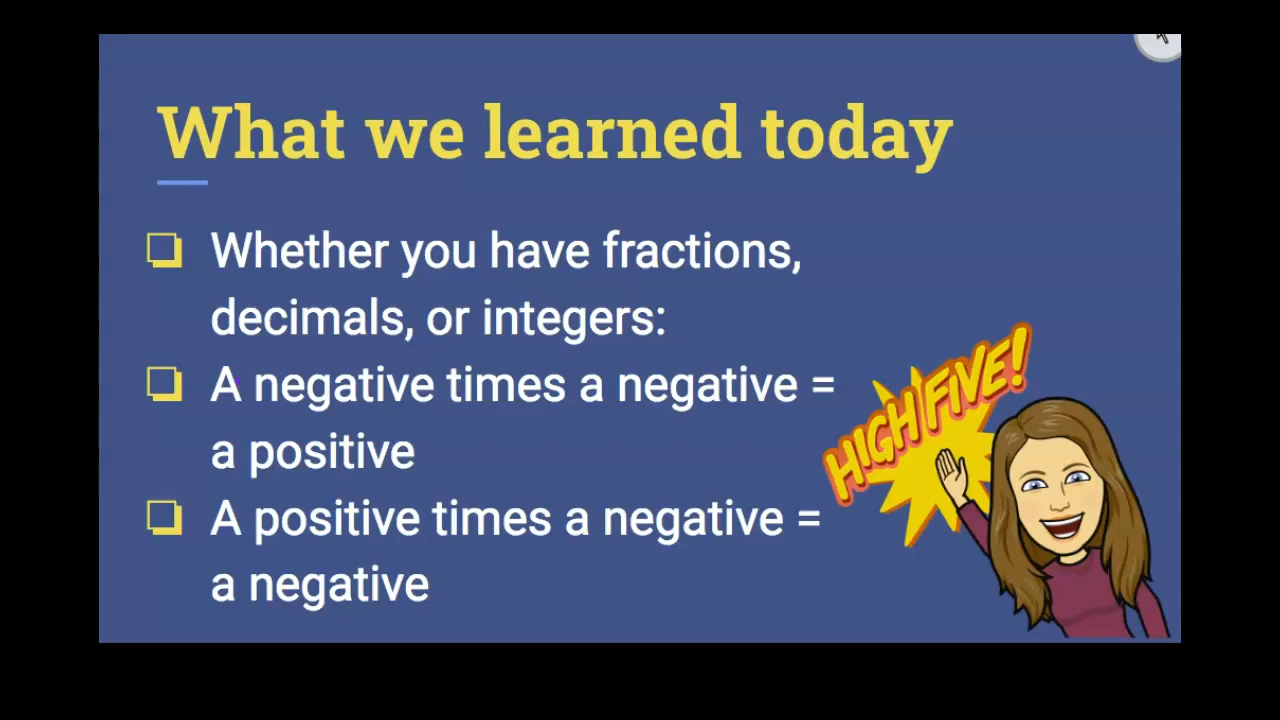 What we learned today
Whether you have fractions,
decimals, or integers:
A negative times a negative =
a positive
A positive times a negative =
a negative
HIGH FIVE!